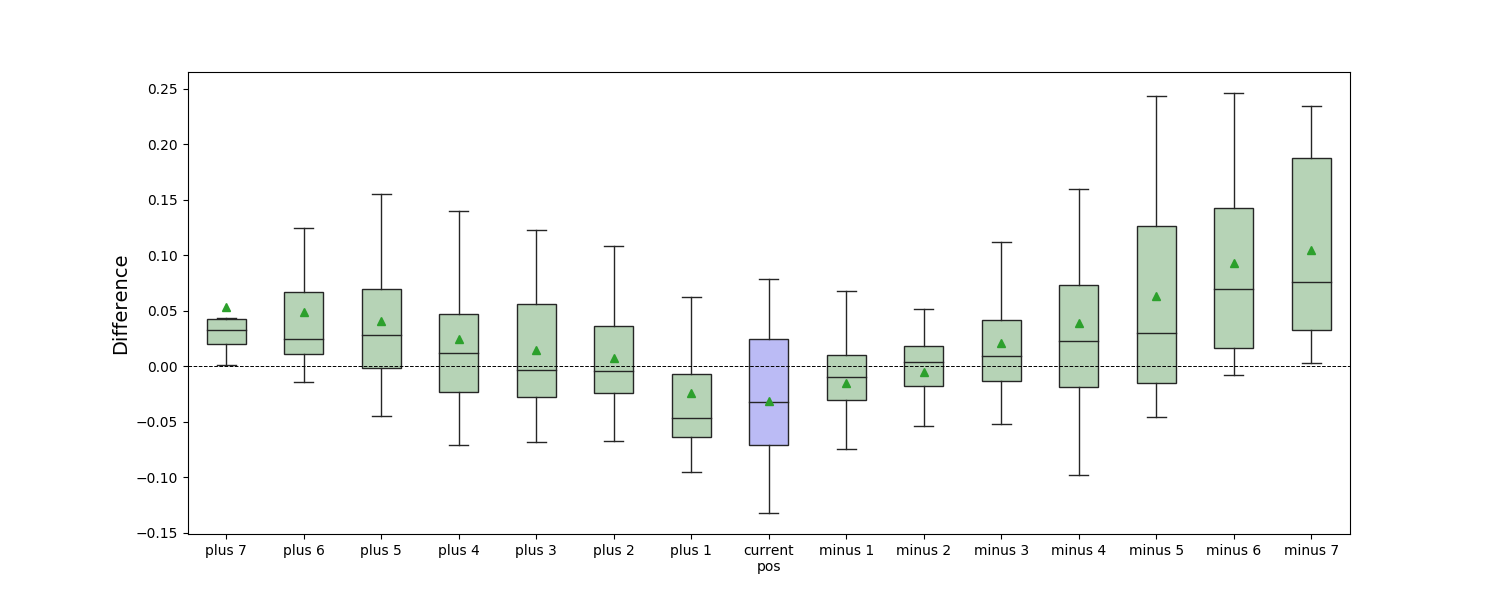 Difference
0.25
0.20
0.15
0.10
0.05
0.00
−0.05
−0.10
−0.15
plus 7
plus 6
plus 5
plus 4
plus 3
plus 2
plus 1
current
pos
minus 1
minus 2
minus 3
minus 4
minus 5
minus 6
minus 7